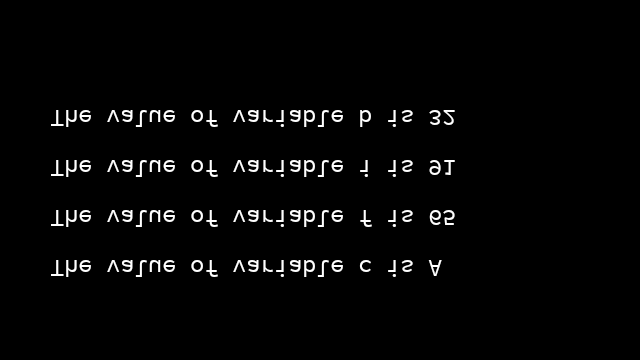 The value of variable c is A
The value of variable f is 65
The value of variable i is 91
The value of variable b is 32